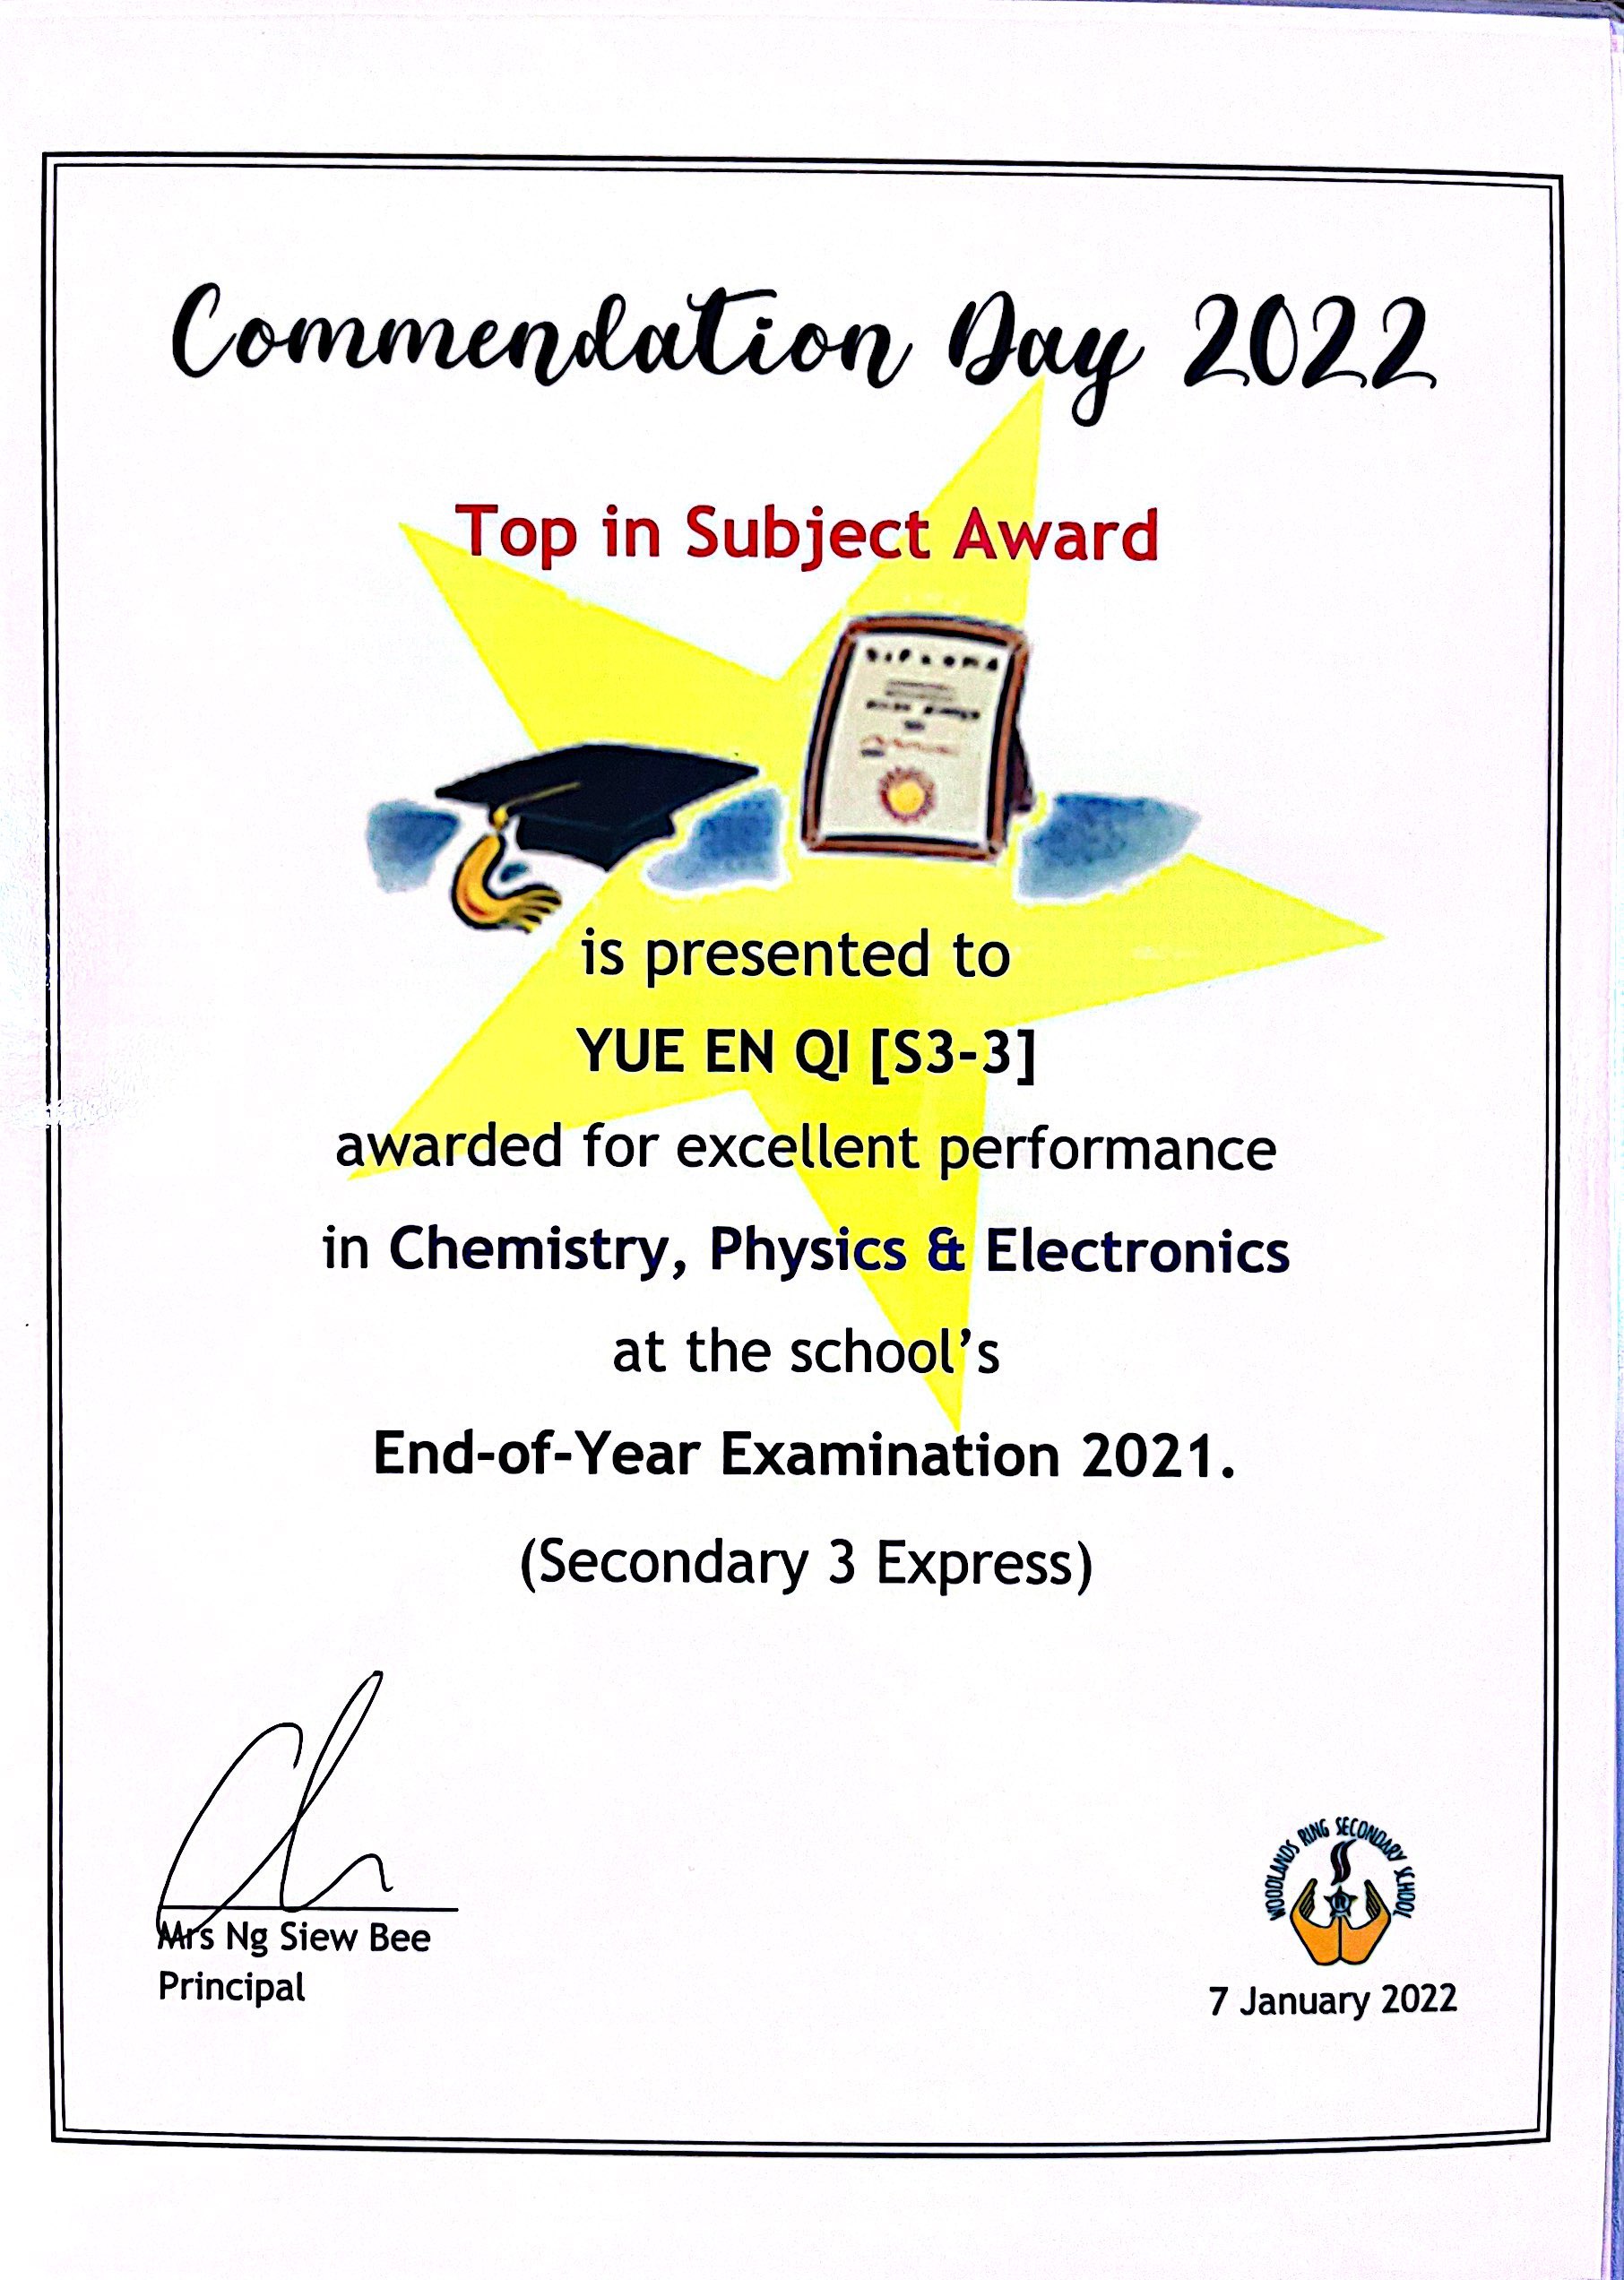 Commendation Day 2022
Top in Subject Award
DIPLOMA
is presented to
YUE EN QI [S3-3]
awarded for excellent performance
in Chemistry, Physics & Electronics
at the school’s
End-of-Year Examination 2021.
(Secondary 3 Express)
Mrs Ng Siew Bee
Principal
WOODLANDS RING SECONDARY SCHOOL
R
7 January 2022